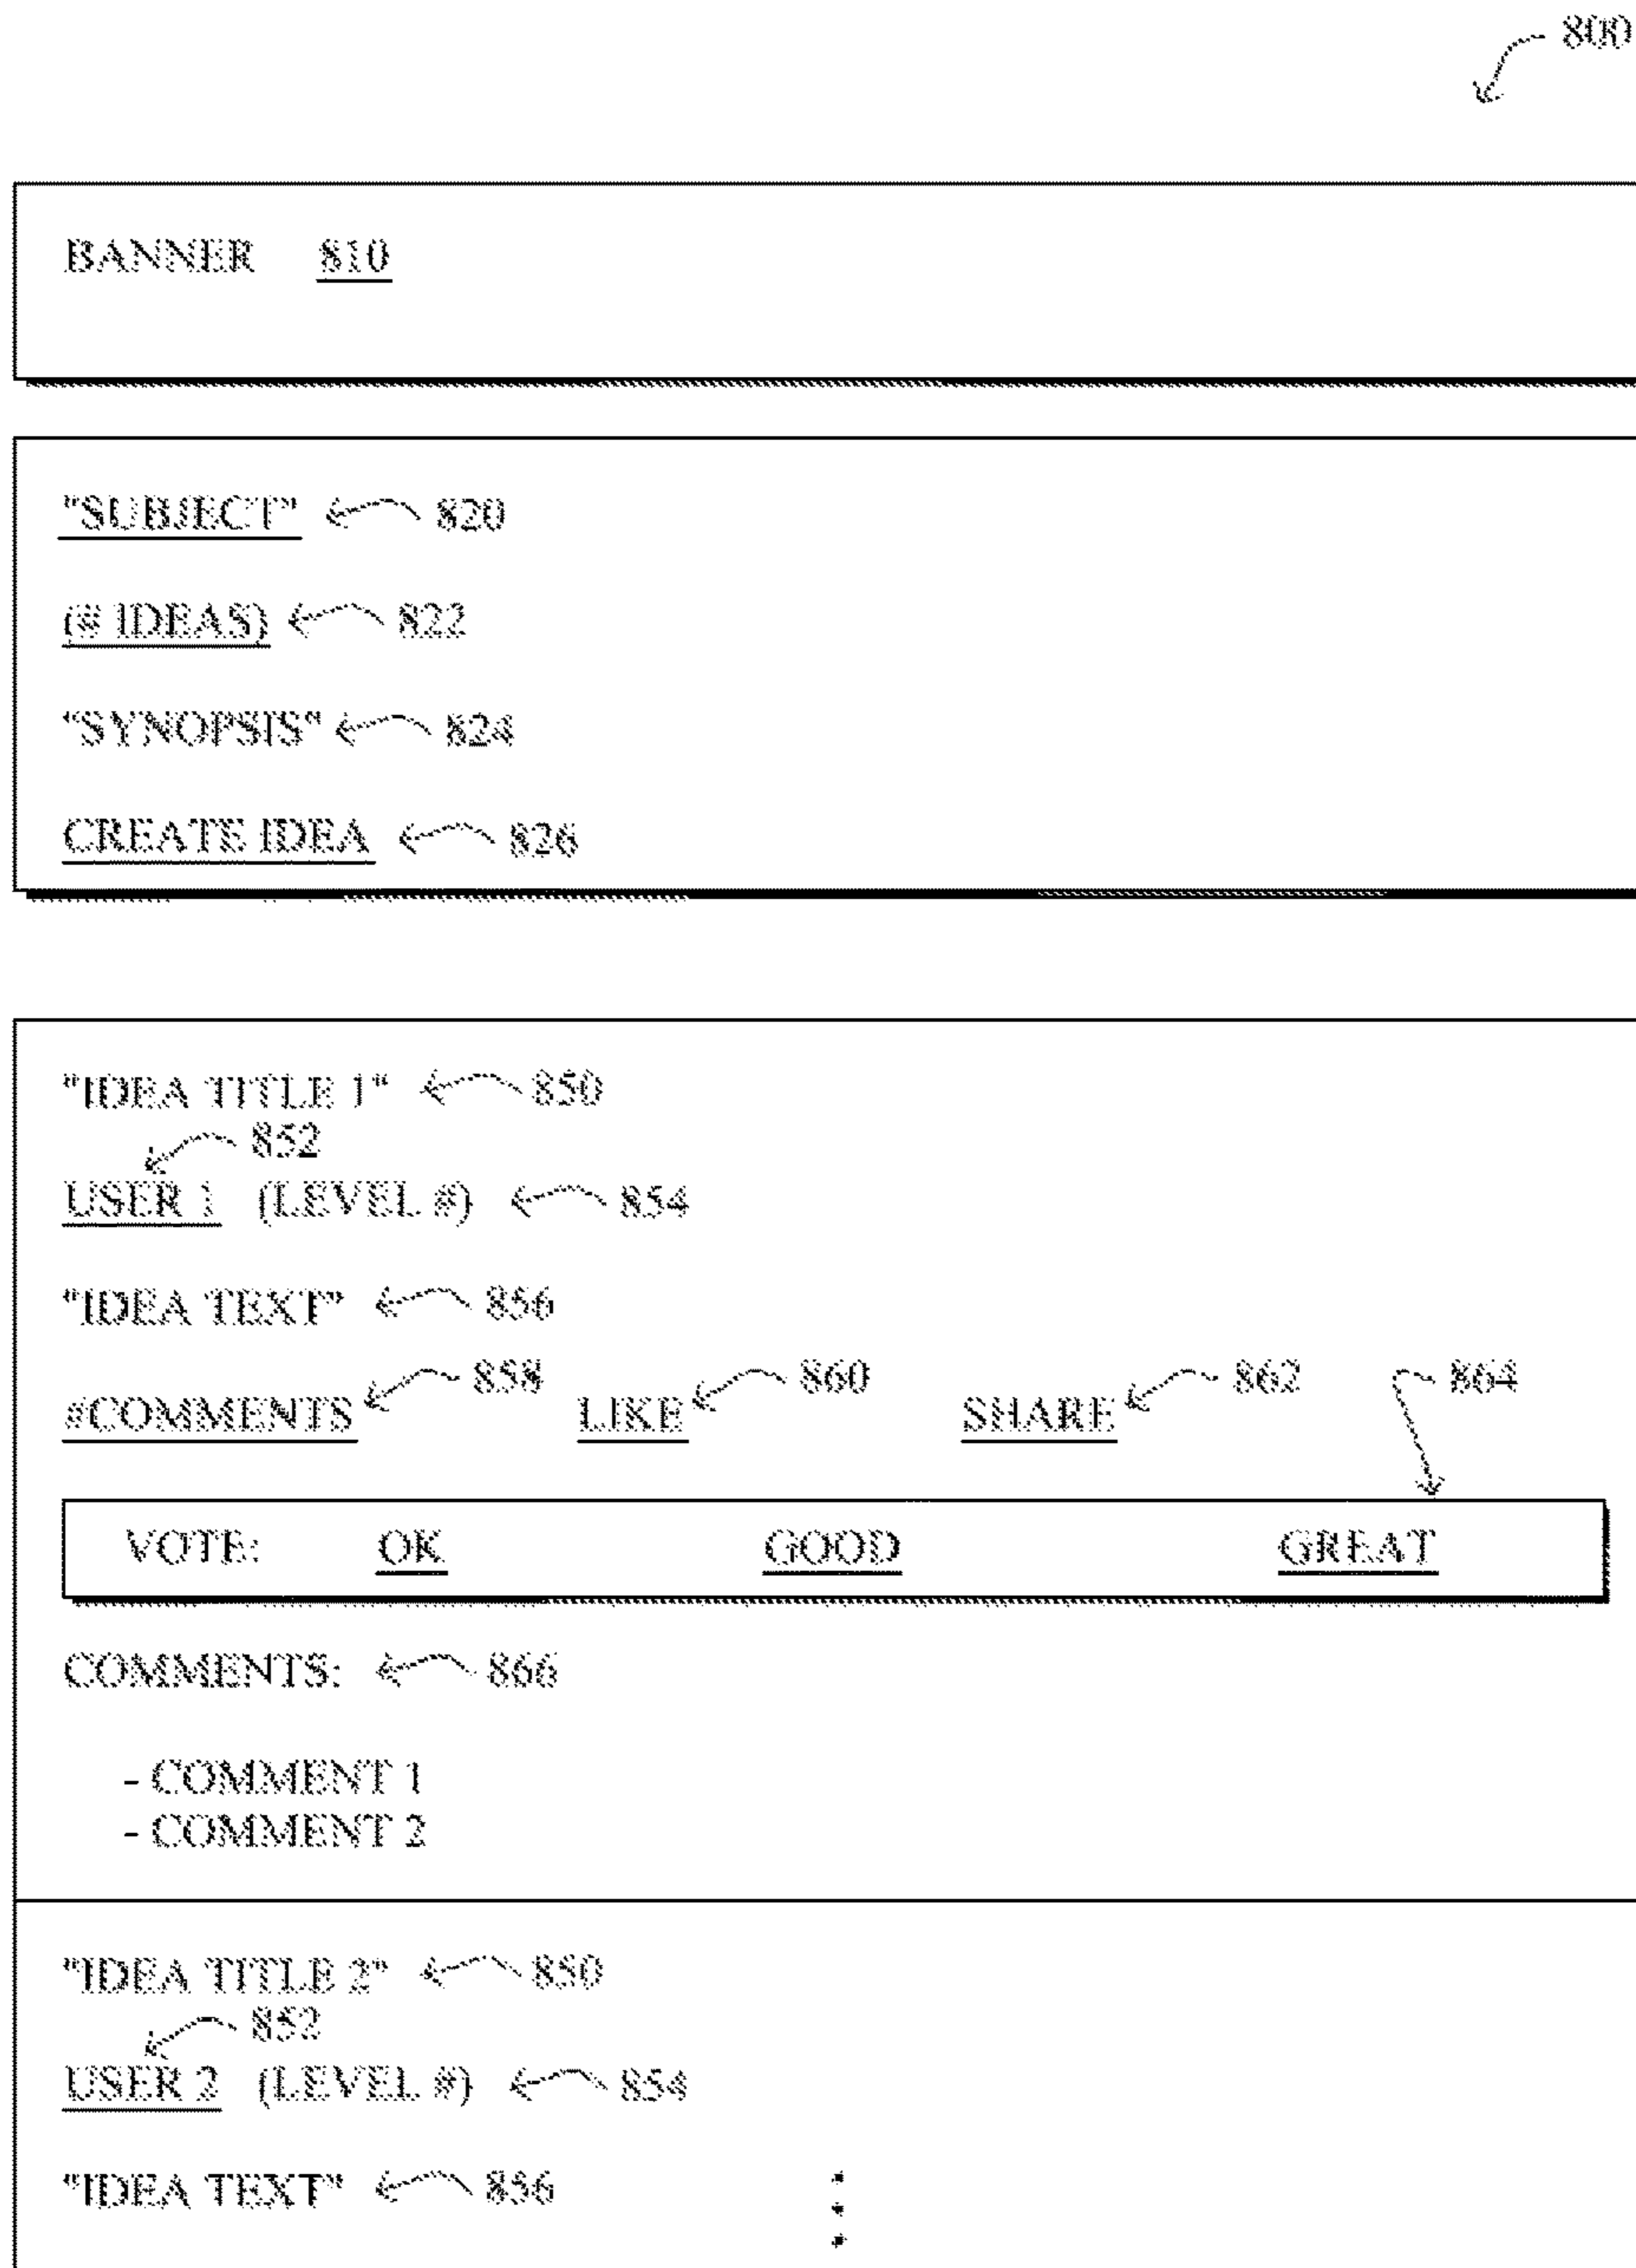 800
BANNER 810
"SUBJECT" 820
(# IDEAS) 822
"SYNOPSIS" 824
CREATE IDEA 826
"IDEA TITLE 1" 850
852
USER 1 (LEVEL #) 854
"IDEA TEXT" 856
#COMMENTS 858 LIKE 860 SHARE 862 864
VOTE: OK GOOD GREAT
COMMENTS: 866
- COMMENT 1
- COMMENT 2
"IDEA TITLE 2" 850
852
USER 2 (LEVEL #) 854
"IDEA TEXT" 856